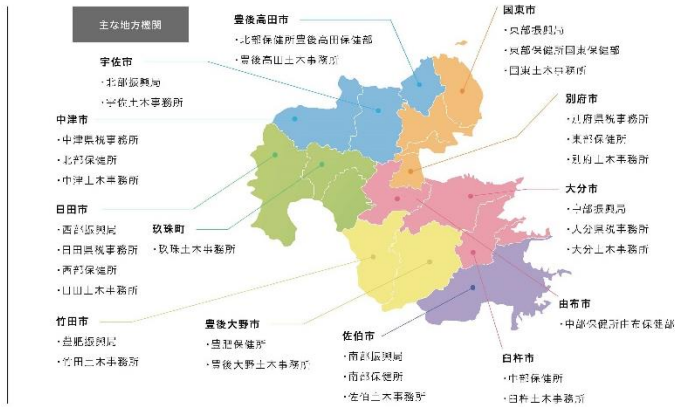 主な地方機関
豊後高田市
・北部保健所豊後高田保健部
・豊後高田土木事務所
国東市
・東部振興局
・東部保健所国東保健部
・国東土木事務所
宇佐市
・北部振興局
・宇佐土木事務所
別府市
・別府県税事務所
・東部保健所
・別府土木事務所
中津市
・中津県税事務所
・北部保健所
・中津土木事務所
大分市
・中部振興局
・大分県税事務所
・大分土木事務所
日田市
・西部振興局
・日田県税事務所
・西部保健所
・日田土木事務所
玖珠町
・玖珠土木事務所
由布市
・中部保健所由布保健部
竹田市
・豊肥振興局
・竹田土木事務所
豊後大野市
・豊肥保健所
・豊後大野土木事務所
佐伯市
・南部振興局
・南部保健所
・佐伯土木事務所
臼杵市
・中部保健所
・臼杵土木事務所